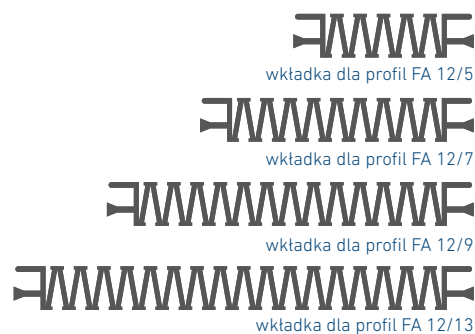 wkładka dla profil FA 12/5
wkładka dla profil FA 12/7
wkładka dla profil FA 12/9
wkładka dla profil FA 12/13